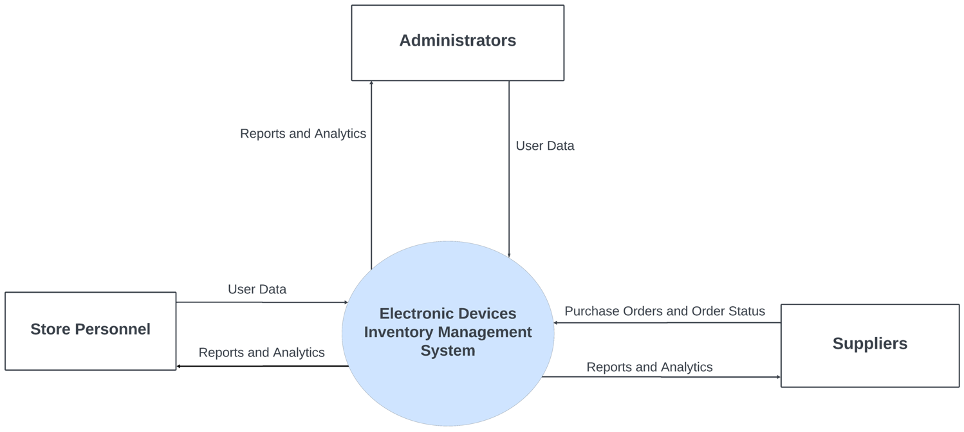 Administrators
Reports and Analytics
User Data
User Data
Store Personnel
Reports and Analytics
Electronic Devices
Inventory Management
System
Purchase Orders and Order Status
Suppliers
Reports and Analytics